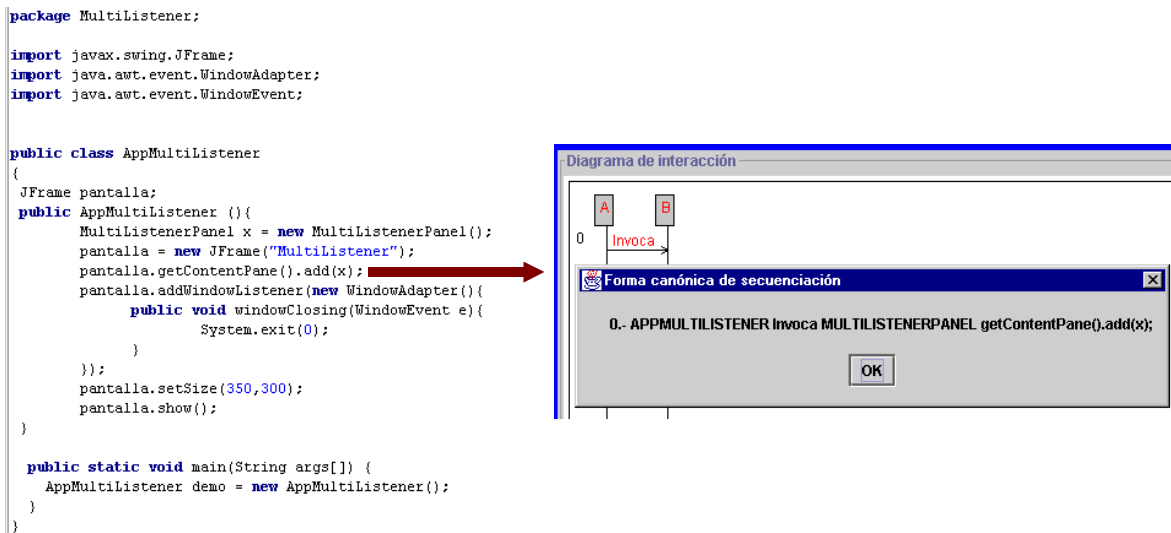 package MultiListener;
import javax.swing.JFrame;
import java.awt.event.WindowAdapter;
import java.awt.event.WindowEvent;
public class AppMultiListener
{
JFrame pantalla;
public AppMultiListener (){
MultiListenerPanel x = new MultiListenerPanel();
pantalla = new JFrame("MultiListener");
pantalla.getContentPane().add(x);
pantalla.addWindowListener(new WindowAdapter(){
public void windowClosing(WindowEvent e){
System.exit(0);
}
});
pantalla.setSize(350,300);
pantalla.show();
}
public static void main(String args[]) {
AppMultiListener demo = new AppMultiListener();
}
}
Diagrama de interacción
A B
0 Invoca
Forma canónica de secuenciación
0.- APPMULTILISTENER Invoca MULTILISTENERPANEL getContentPane().add(x);
OK